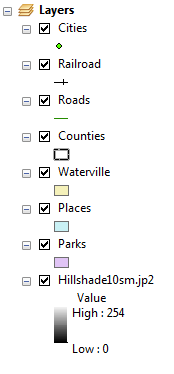 Layers
Cities
Railroad
Roads
Counties
Waterville
Places
Parks
Hillshade10sm.jp2
Value
High : 254
Low : 0